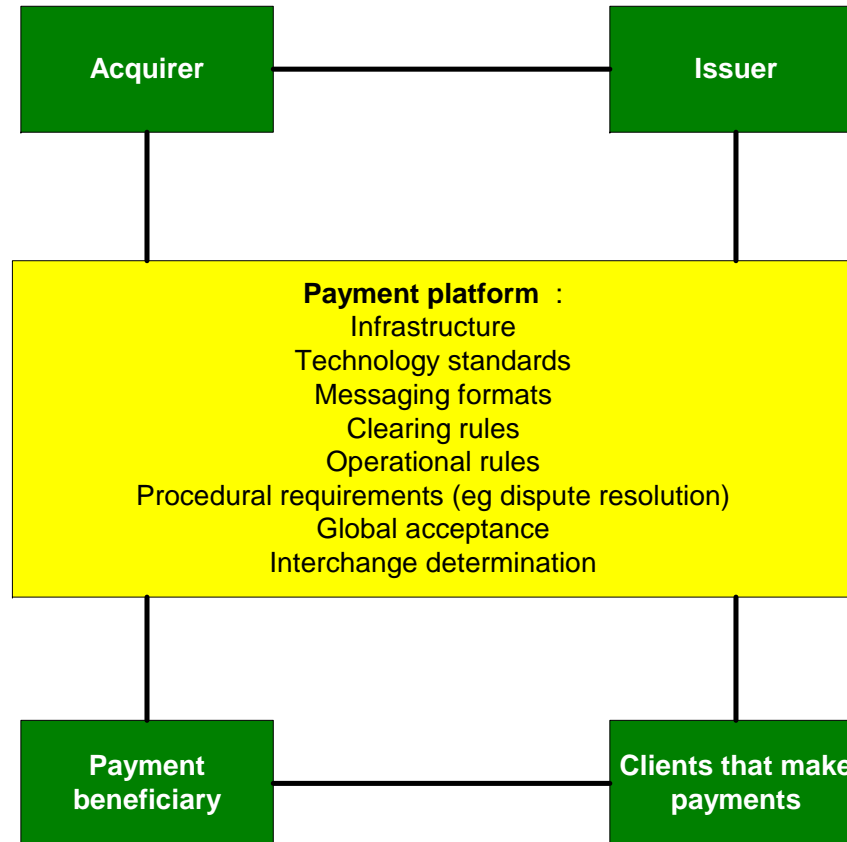 Acquirer
Issuer
Payment platform :
Infrastructure
Technology standards
Messaging formats
Clearing rules
Operational rules
Procedural requirements (eg dispute resolution)
Global acceptance
Interchange determination
Payment
beneficiary
Clients that make
payments